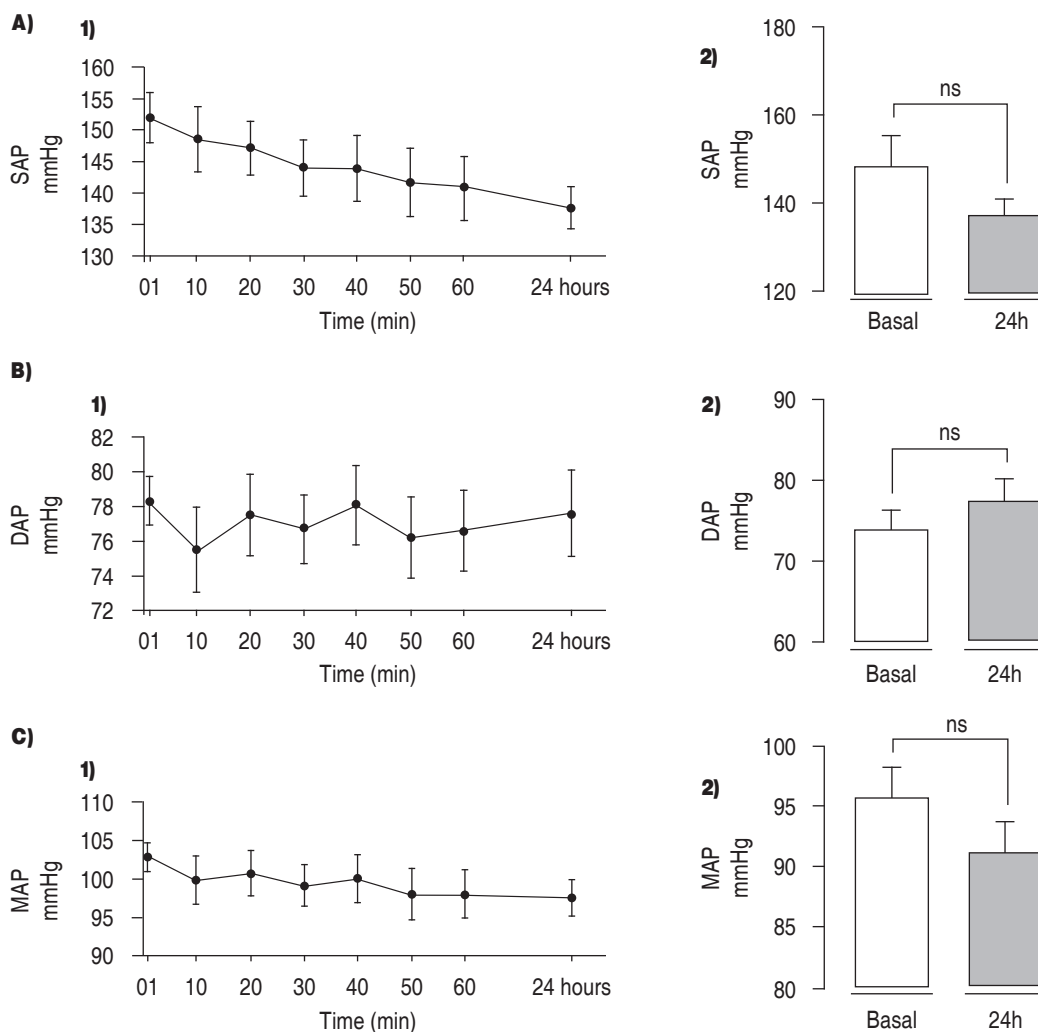 A)
1)
160
155
150
145
140
135
130
SAP
mmHg
01 10 20 30 40 50 60 24 hours
Time (min)
2)
180
160
140
120
SAP
mmHg
ns
Basal 24h
B)
1)
82
80
78
76
74
72
DAP
mmHg
01 10 20 30 40 50 60 24 hours
Time (min)
2)
90
80
70
60
DAP
mmHg
ns
Basal 24h
C)
1)
110
105
100
95
90
MAP
mmHg
01 10 20 30 40 50 60 24 hours
Time (min)
2)
100
95
90
85
80
MAP
mmHg
ns
Basal 24h